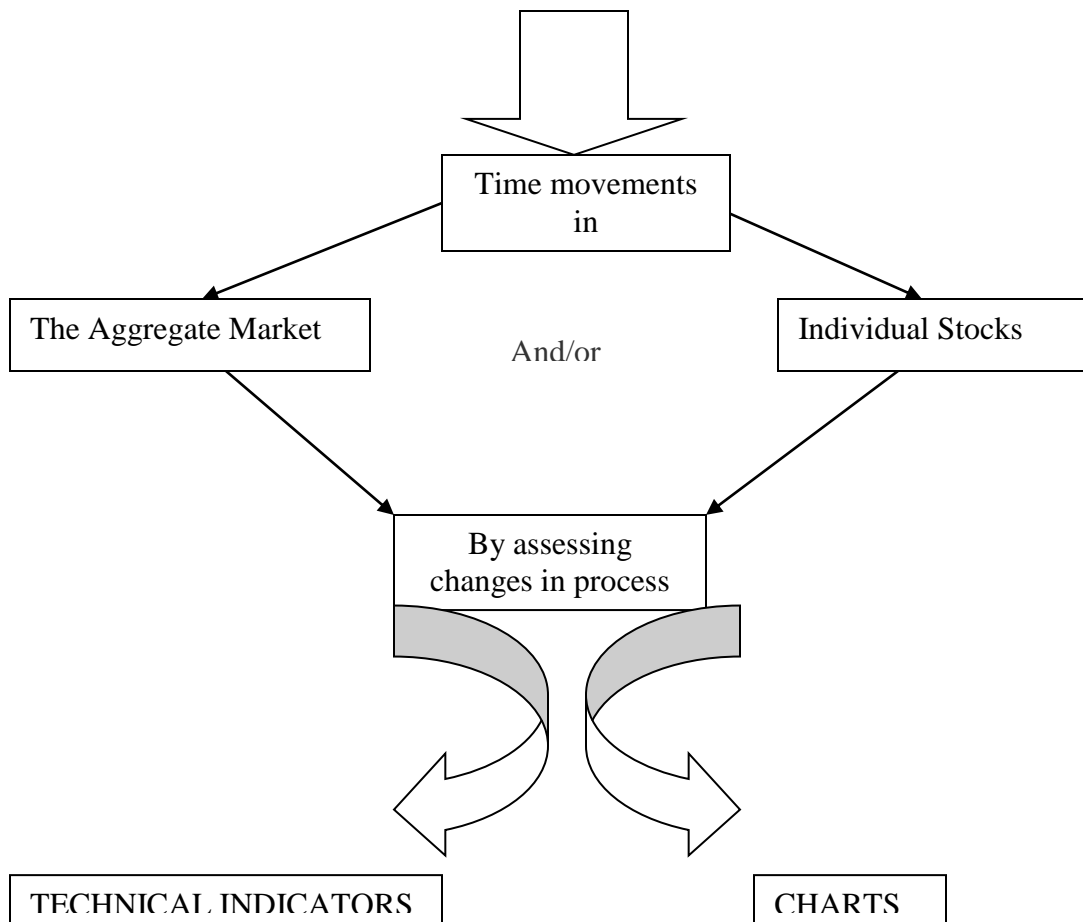 Time movements
in
The Aggregate Market
And/or
Individual Stocks
By assessing
changes in process
TECHNICAL INDICATORS
CHARTS